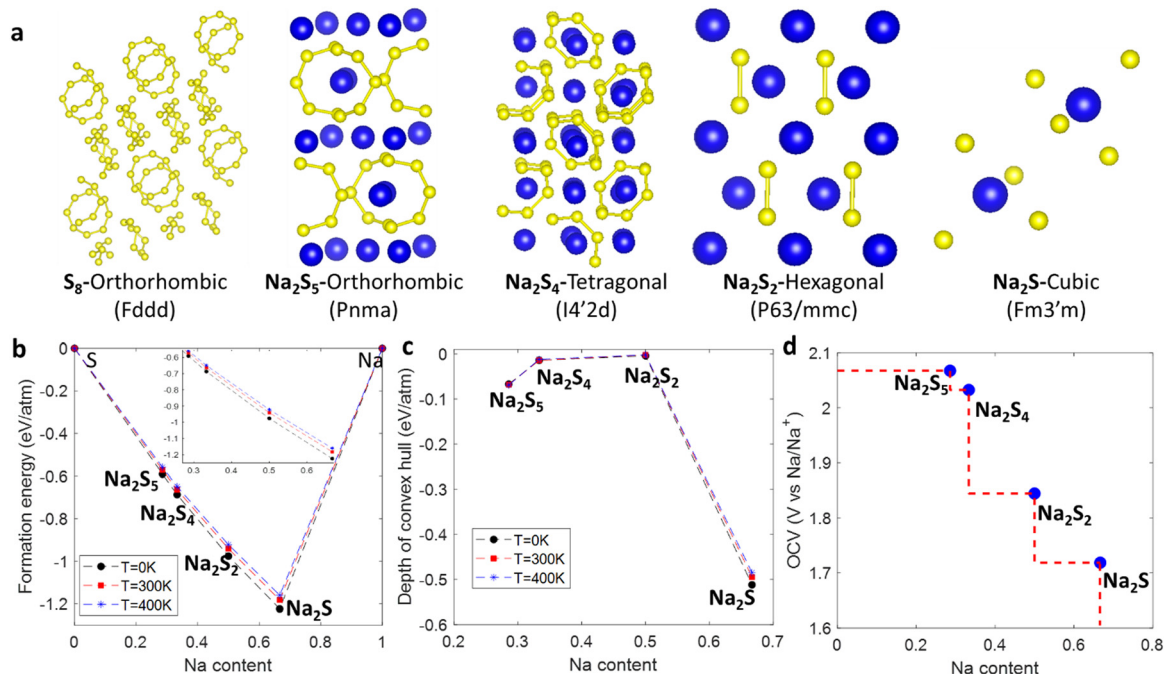 a
S8-Orthorhombic
(Fddd)
Na2S5-Orthorhombic
(Pnma)
Na2S4-Tetragonal
(I4'2d)
Na2S2-Hexagonal
(P63/mmc)
Na2S-Cubic
(Fm3'm)
b
Formation energy (eV/atm)
0
-0.2
-0.4
-0.6
-0.8
-1
-1.2
S
Na
-0.6
-0.7
-0.8
-0.9
-1
-1.1
-1.2
0.3
0.4
0.5
0.6
Na2S5
Na2S4
Na2S2
Na2S
T=0K
T=300K
T=400K
0
0.2
0.4
0.6
0.8
1
Na content
c
Depth of convex hull (eV/atm)
0
-0.1
-0.2
-0.3
-0.4
-0.5
-0.6
Na2S5
Na2S4
Na2S2
Na2S
T=0K
T=300K
T=400K
0.2
0.3
0.4
0.5
0.6
0.7
Na content
d
OCV (V vs Na/Na+)
2.1
2
1.9
1.8
1.7
1.6
Na2S5
Na2S4
Na2S2
Na2S
0
0.2
0.4
0.6
0.8
Na content